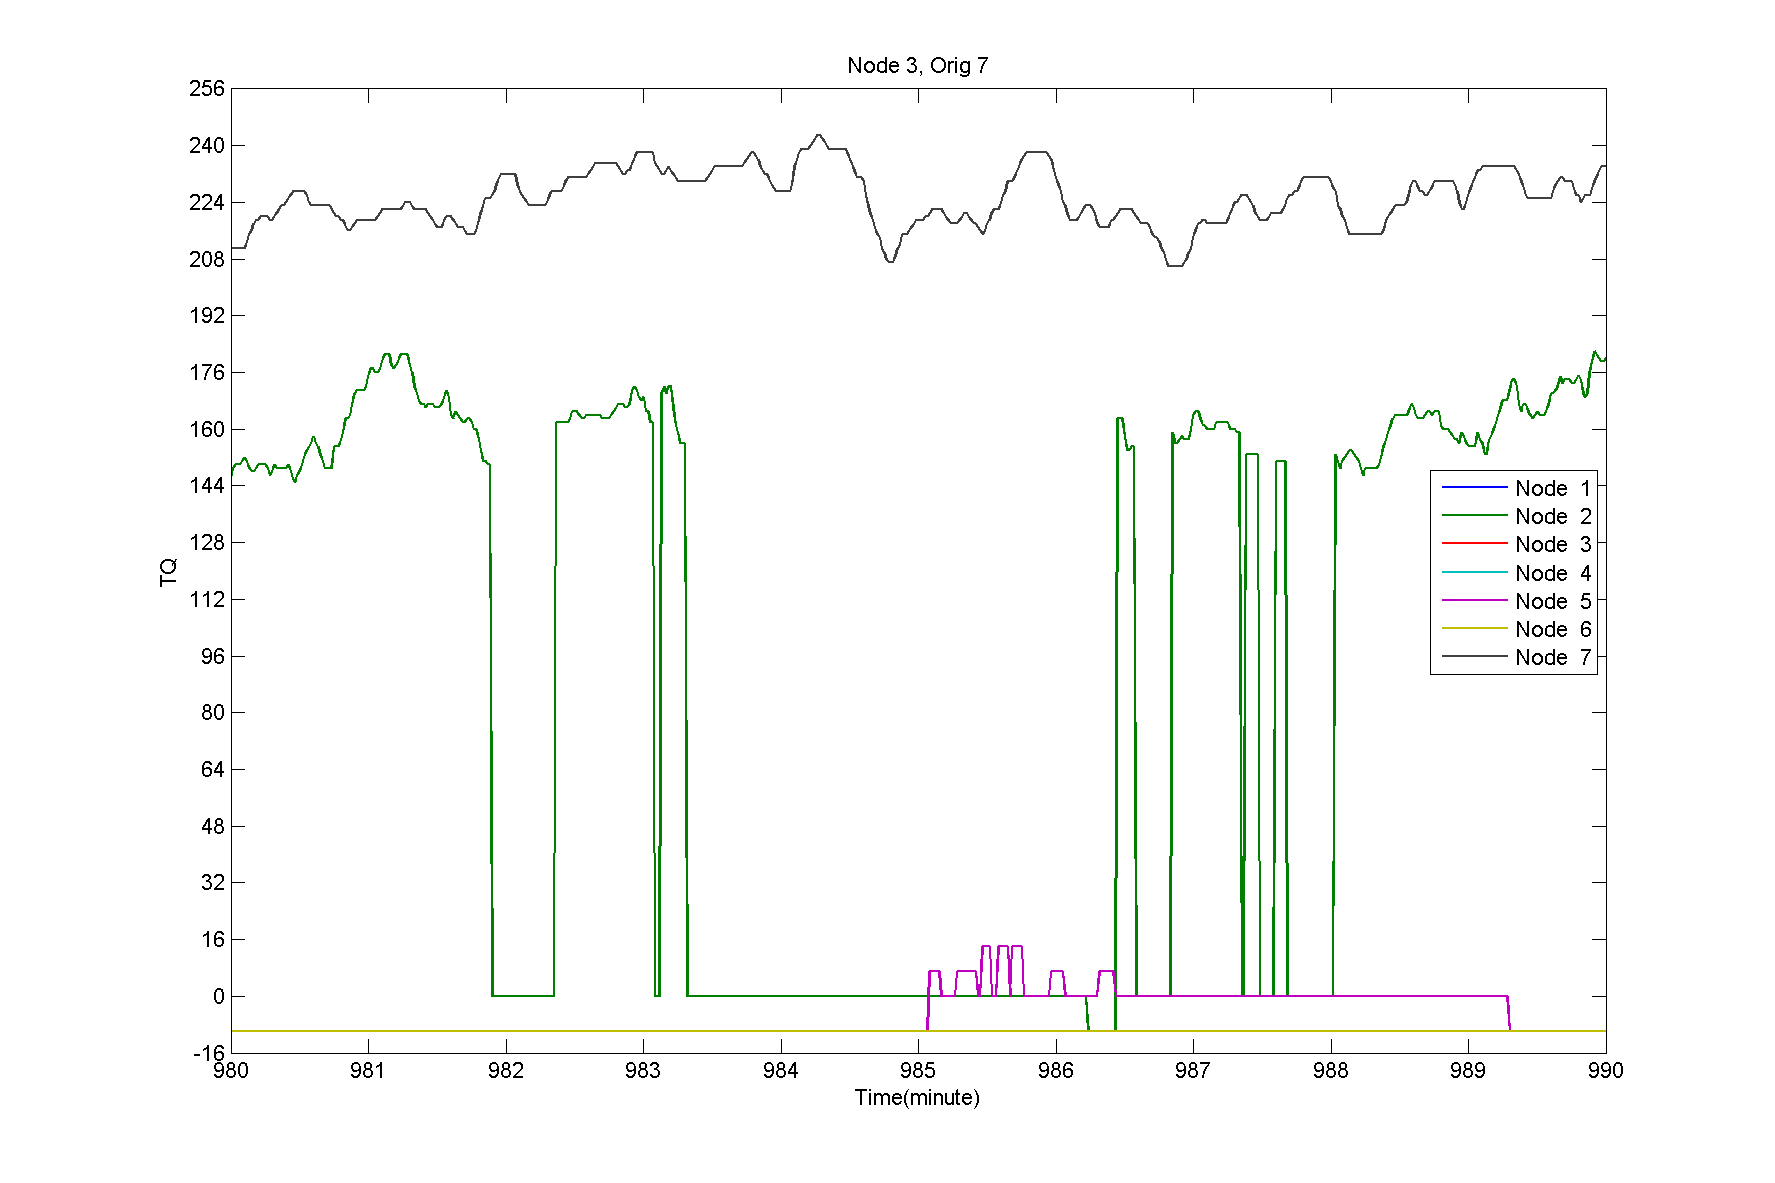 Node 3, Orig 7
256
240
224
208
192
176
160
144
128
112
96
80
64
48
32
16
0
-16
TQ
Node 1
Node 2
Node 3
Node 4
Node 5
Node 6
Node 7
980 981 982 983 984 985 986 987 988 989 990
Time(minute)